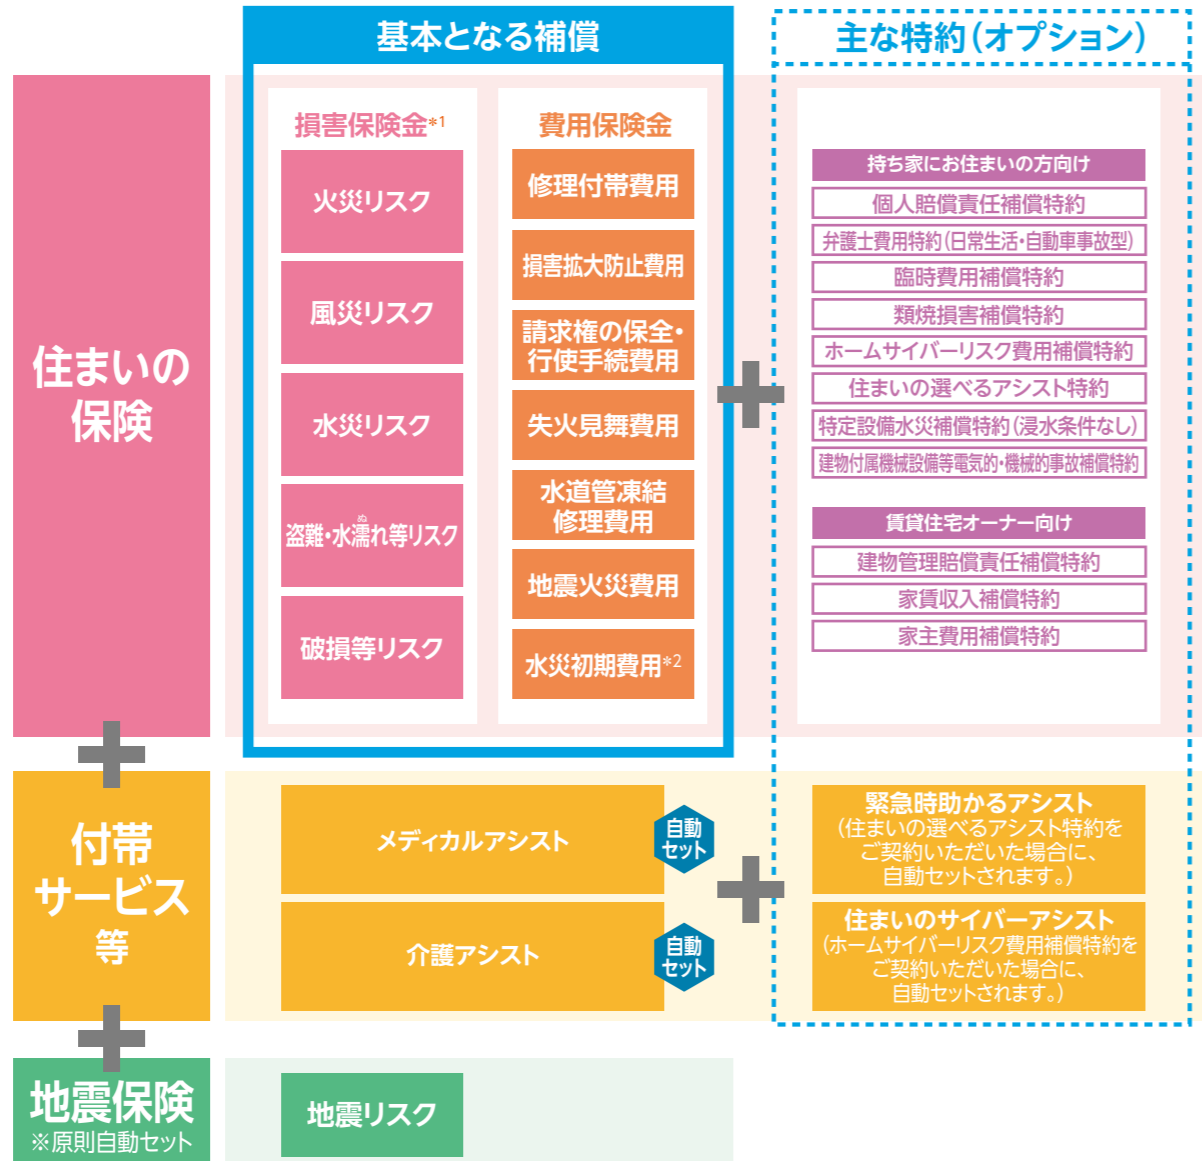 基本となる補償
主な特約(オプション)
住まいの
保険
損害保険金*1
火災リスク
風災リスク
水災リスク
盗難・水濡れ等リスク
ぬ
破損等リスク
費用保険金
修理付帯費用
損害拡大防止費用
請求権の保全・
行使手続費用
失火見舞費用
水道管凍結
修理費用
地震火災費用
水災初期費用*2
持ち家にお住まいの方向け
個人賠償責任補償特約
弁護士費用特約(日常生活・自動車事故型)
臨時費用補償特約
類焼損害補償特約
ホームサイバーリスク費用補償特約
住まいの選べるアシスト特約
特定設備水災補償特約(浸水条件なし)
建物付属機械設備等電気的・機械的事故補償特約
賃貸住宅オーナー向け
建物管理賠償責任補償特約
家賃収入補償特約
家主費用補償特約
付帯
サービス
等
メディカルアシスト
自動
セット
介護アシスト
自動
セット
緊急時助かるアシスト
(住まいの選べるアシスト特約を
ご契約いただいた場合に、
自動セットされます。)
住まいのサイバーアシスト
(ホームサイバーリスク費用補償特約を
ご契約いただいた場合に、
自動セットされます。)
地震保険
※原則自動セット
地震リスク